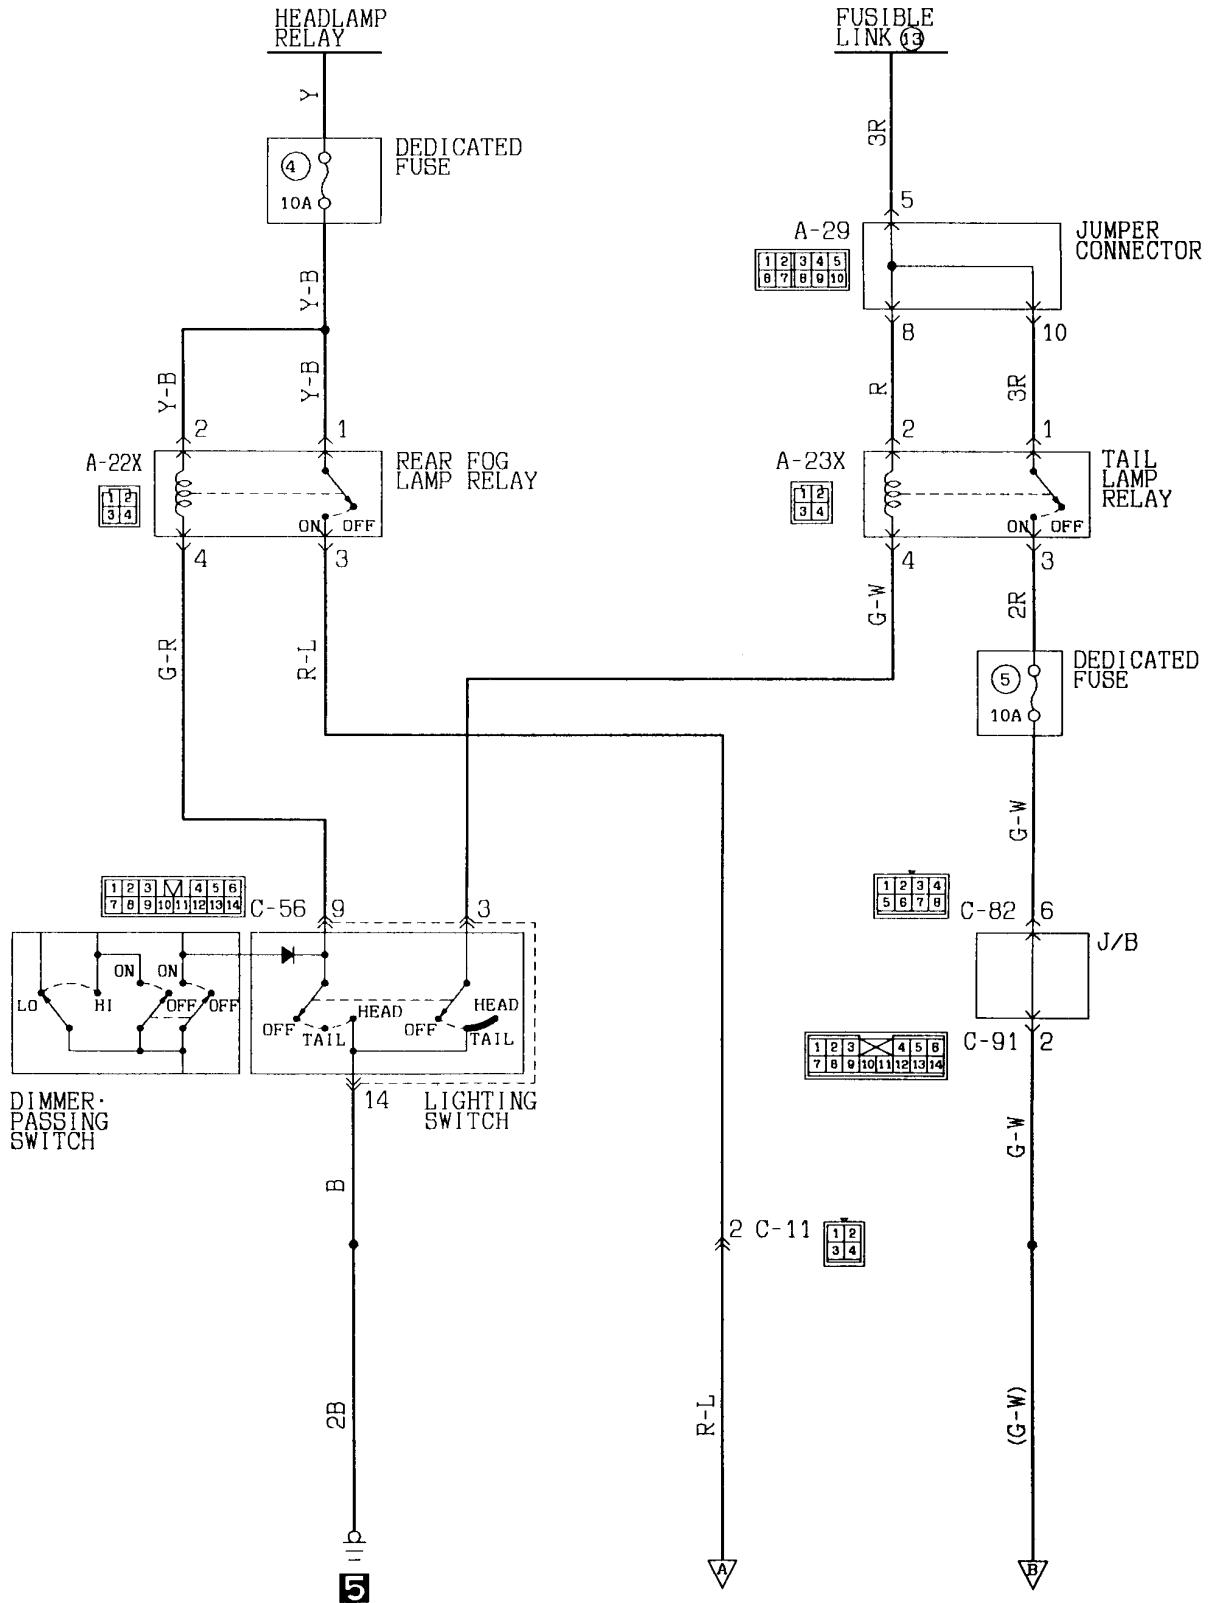 HEADLAMP
RELAY
FUSIBLE
LINK 13
Y
3R
4
10A
DEDICATED
FUSE
5
A-29
1 2 3 4 5
6 7 8 9 10
JUMPER
CONNECTOR
Y-B
8
10
Y-B
Y-B
R
3R
2
1
2
1
A-22X
1 2
3 4
REAR FOG
LAMP RELAY
ON
OFF
A-23X
1 2
3 4
TAIL
LAMP
RELAY
ON
OFF
4
3
4
3
G-R
R-L
G-W
2R
5
10A
DEDICATED
FUSE
G-W
1 2 3 4 5 6
7 8 9 10 11 12 13 14
C-56
9
3
1 2 3 4
5 6 7 8
C-82
6
J/B
ON
ON
LO
HI
OFF
OFF
OFF
TAIL
HEAD
OFF
HEAD
TAIL
1 2 3 4 5 6
7 8 9 10 11 12 13 14
C-91
2
DIMMER·
PASSING
SWITCH
14
LIGHTING
SWITCH
B
G-W
2
C-11
1 2
3 4
2B
R-L
(G-W)
5
A
B